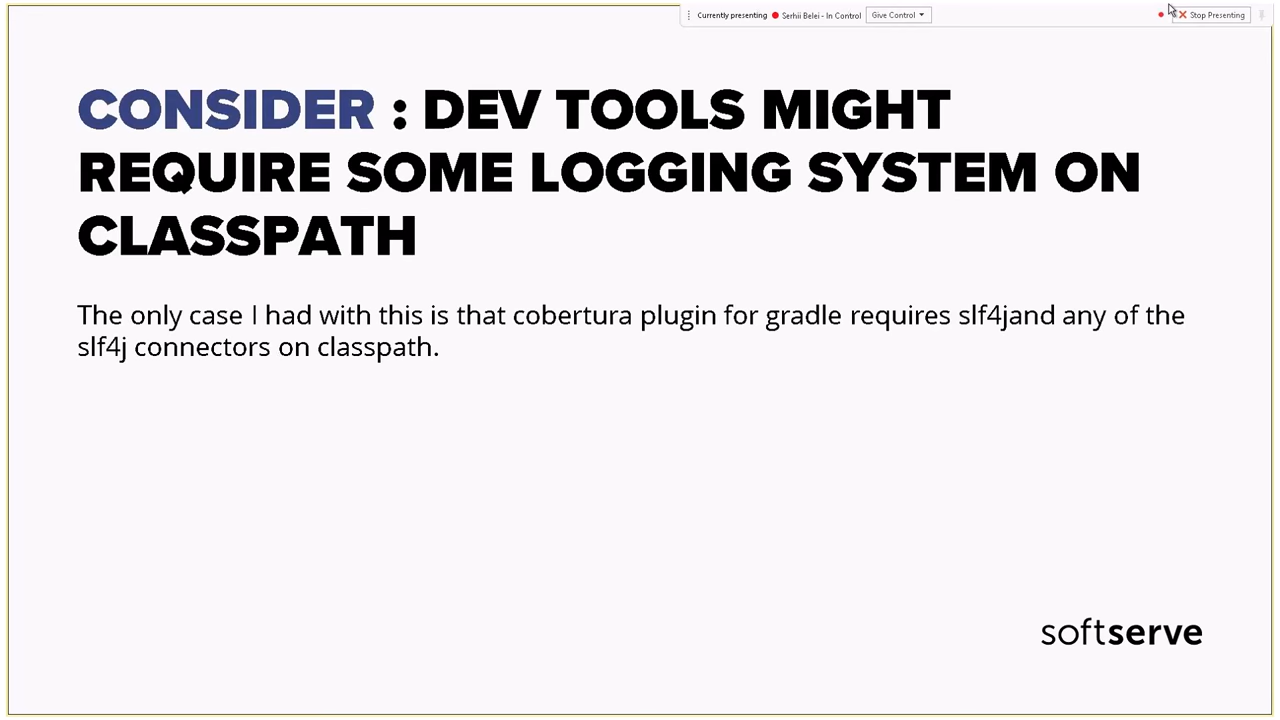 Currently presenting Serhii Belei - In Control Give Control Stop Presenting
CONSIDER : DEV TOOLS MIGHT
REQUIRE SOME LOGGING SYSTEM ON
CLASSPATH
The only case I had with this is that cobertura plugin for gradle requires slf4jand any of the
slf4j connectors on classpath.
softserve